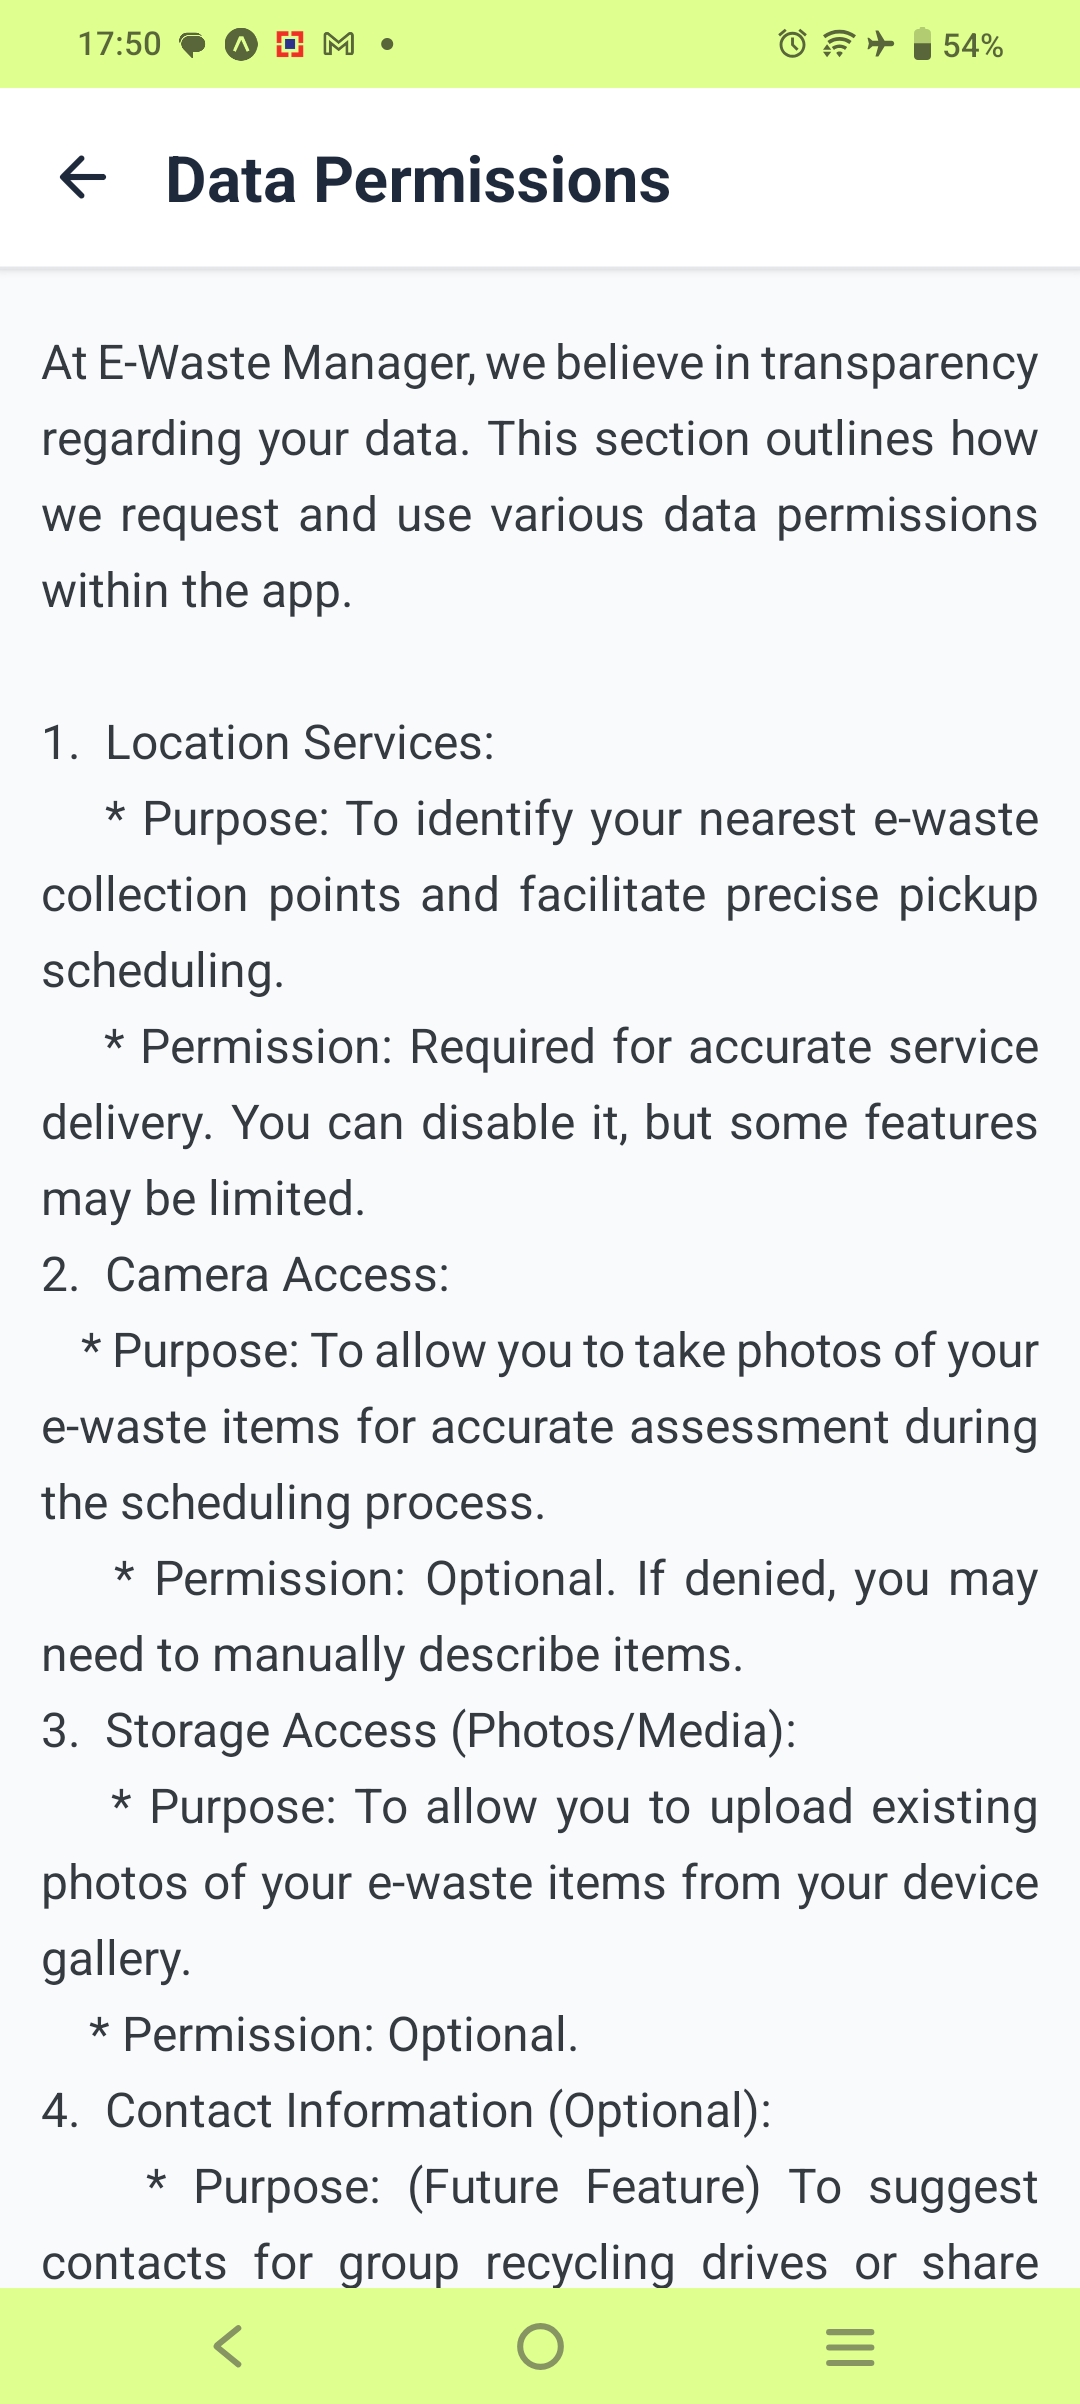 17:50
54%
Data Permissions
At E-Waste Manager, we believe in transparency
regarding your data. This section outlines how
we request and use various data permissions
within the app.
1. Location Services:
* Purpose: To identify your nearest e-waste
collection points and facilitate precise pickup
scheduling.
* Permission: Required for accurate service
delivery. You can disable it, but some features
may be limited.
2. Camera Access:
* Purpose: To allow you to take photos of your
e-waste items for accurate assessment during
the scheduling process.
* Permission: Optional. If denied, you may
need to manually describe items.
3. Storage Access (Photos/Media):
* Purpose: To allow you to upload existing
photos of your e-waste items from your device
gallery.
* Permission: Optional.
4. Contact Information (Optional):
* Purpose: (Future Feature) To suggest
contacts for group recycling drives or share